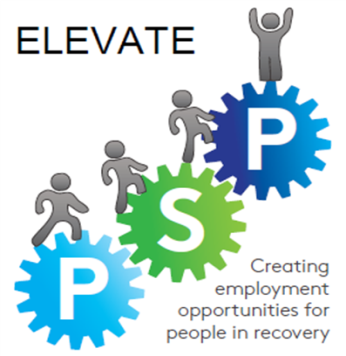 ELEVATE
P
S
P
Creating
employment
opportunities for
people in recovery